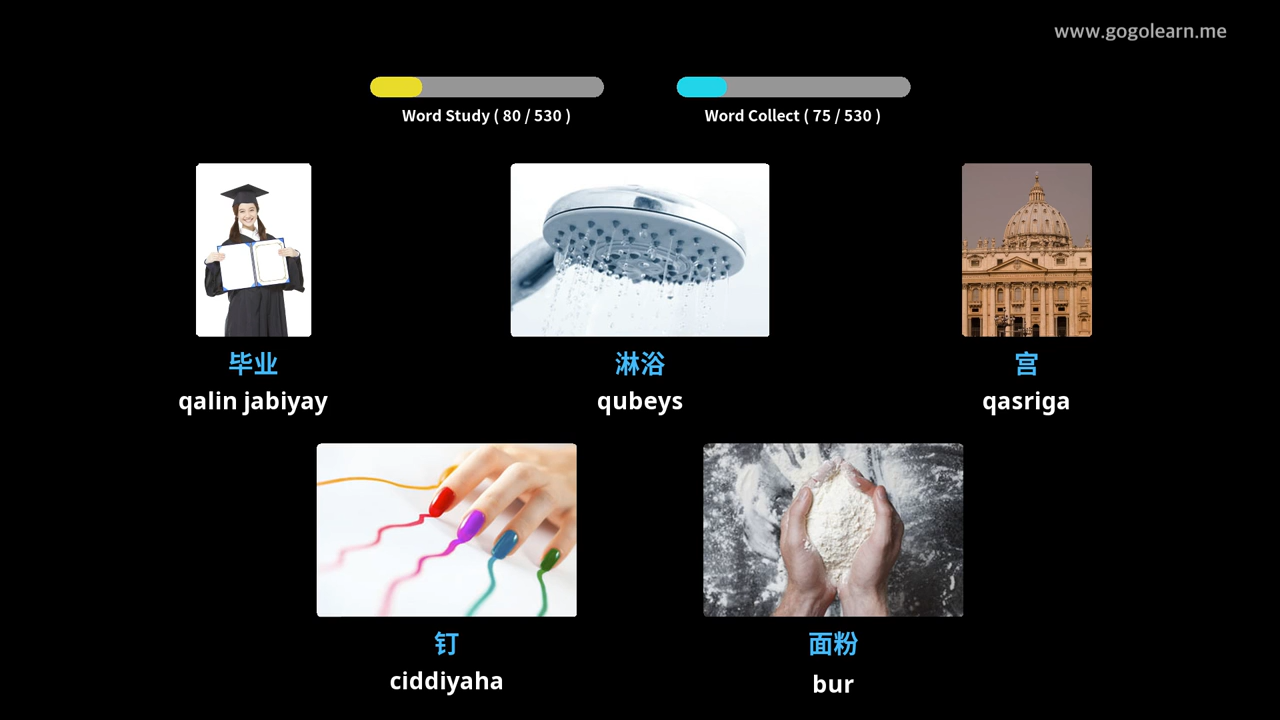 www.gogolearn.me
Word Study ( 80 / 530 )
Word Collect ( 75 / 530 )
毕业
qalin jabiyay
淋浴
qubeys
宫
qasriga
钉
ciddiyaha
面粉
bur